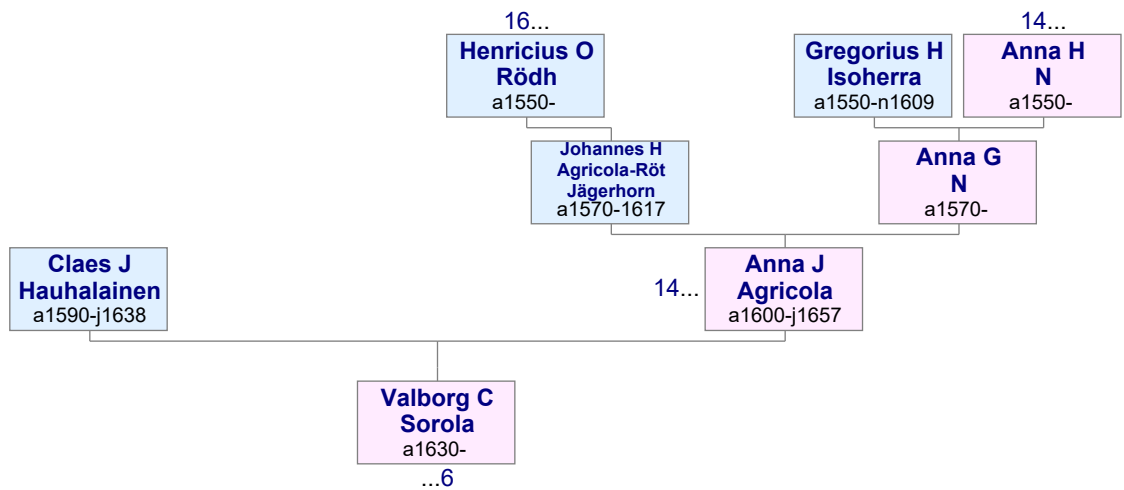 16...
Henricius O
Rödh
a1550-
Gregorius H
Isoherra
a1550-n1609
14...
Anna H
N
a1550-
Johannes H
Agricola-Röt
Jägerhorn
a1570-1617
Anna G
N
a1570-
Claes J
Hauhalainen
a1590-j1638
14...
Anna J
Agricola
a1600-j1657
Valborg C
Sorola
a1630-
...6